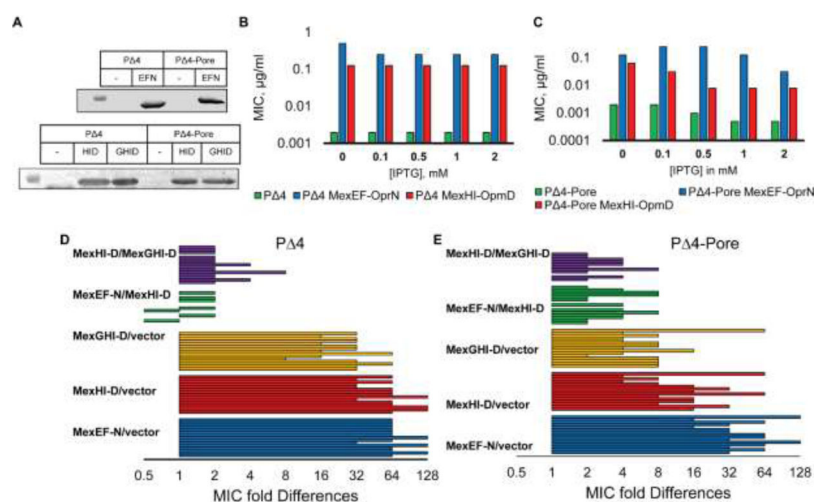 A
PΔ4
PΔ4-Pore
- EFN - EFN
PΔ4
PΔ4-Pore
- HID GHID - HID GHID
B
MIC, µg/ml
1
0.1
0.01
0.001
0 0.1 0.5 1 2
[IPTG], mM
PΔ4 PΔ4 MexEF-OprN PΔ4 MexHI-OpmD
C
MIC, µg/ml
0.1
0.01
0.001
0.0001
0 0.1 0.5 1 2
[IPTG] in mM
PΔ4-Pore PΔ4-Pore MexEF-OprN
PΔ4-Pore MexHI-OpmD
D PΔ4
MexHI-D/MexGHI-D
MexEF-N/MexHI-D
MexGHI-D/vector
MexHI-D/vector
MexEF-N/vector
0.5 1 2 4 8 16 32 64 128
MIC fold Differences
E PΔ4-Pore
MexHI-D/MexGHI-D
MexEF-N/MexHI-D
MexGHI-D/vector
MexHI-D/vector
MexEF-N/vector
0.5 1 2 4 8 16 32 64 128
MIC fold Differences